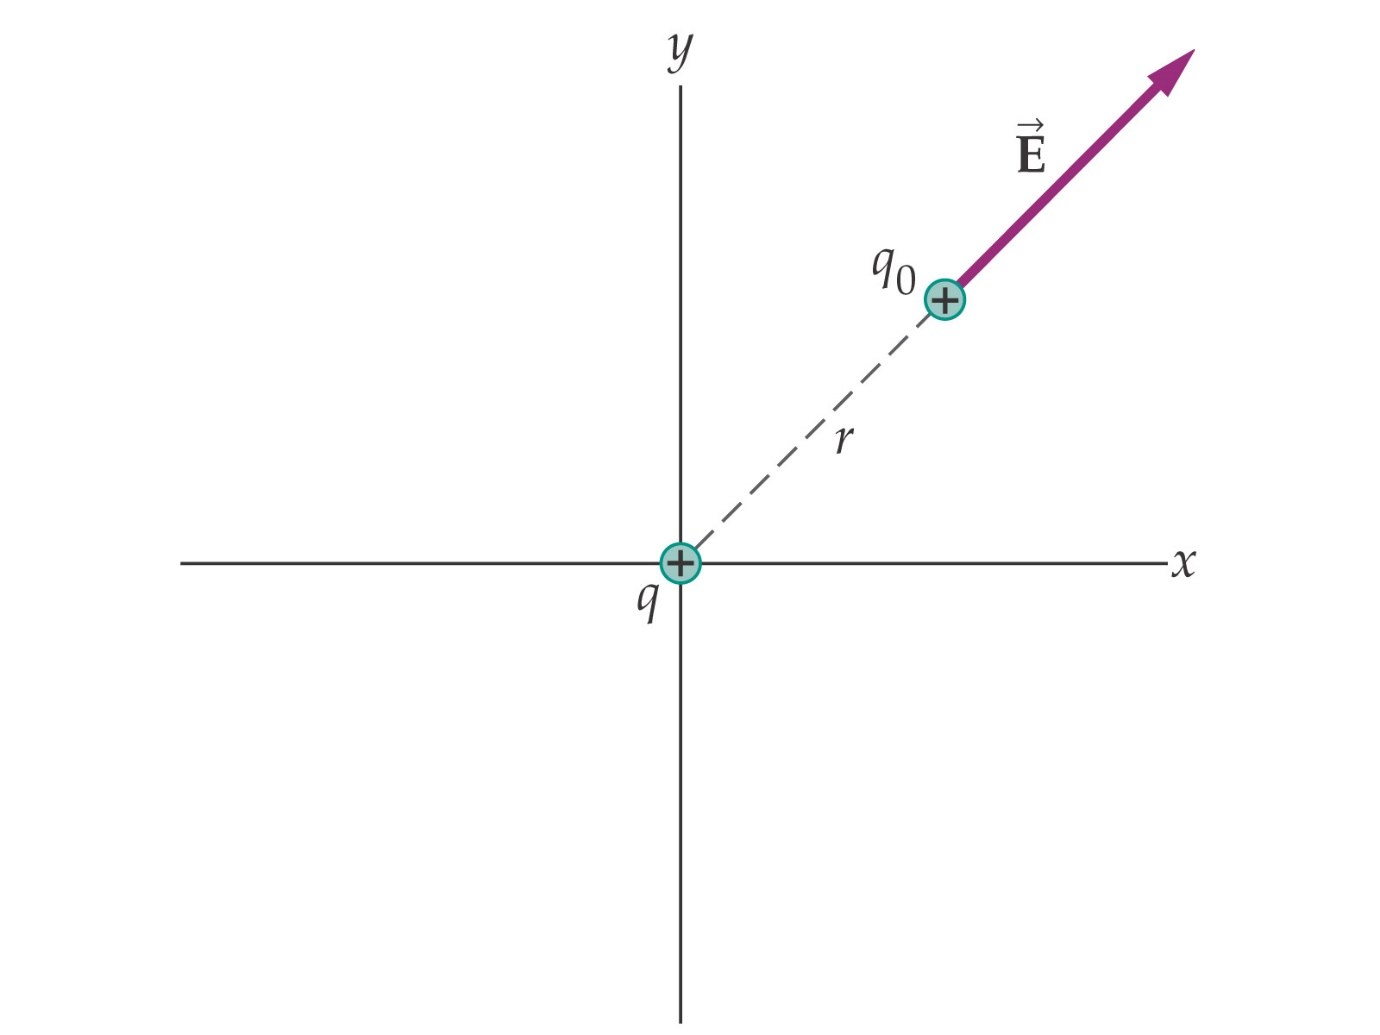 y
E⃗
q₀
+
r
+
x
q